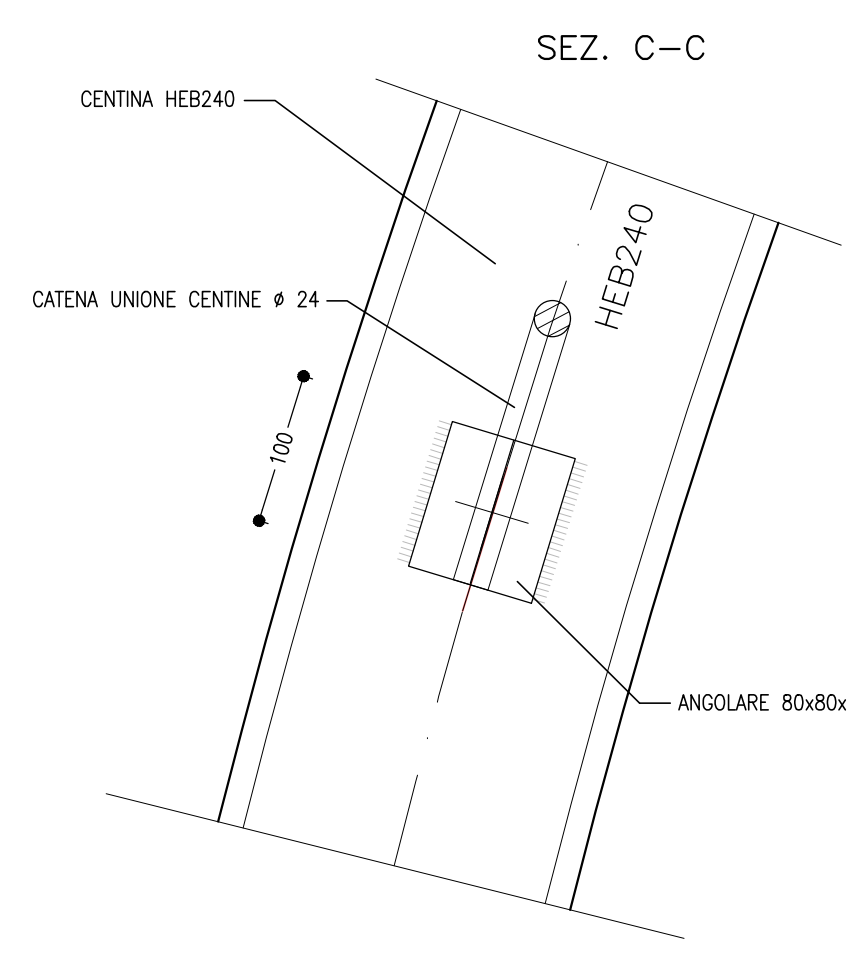 SEZ. C-C
CENTINA HEB240
HEB240
CATENA UNIONE CENTINE ø 24
100
ANGOLARE 80x80x